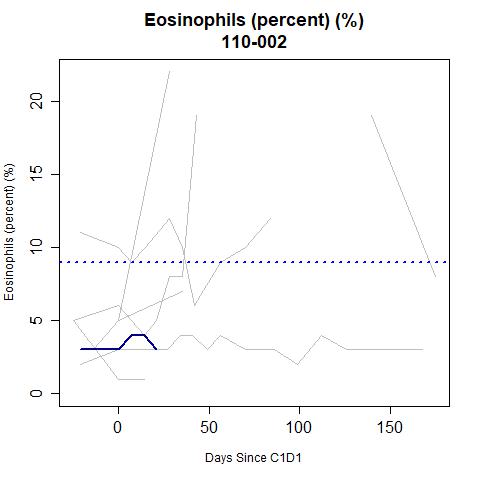 Eosinophils (percent) (%)
110-002
Eosinophils (percent) (%)
20
15
10
5
0
0 50 100 150
Days Since C1D1